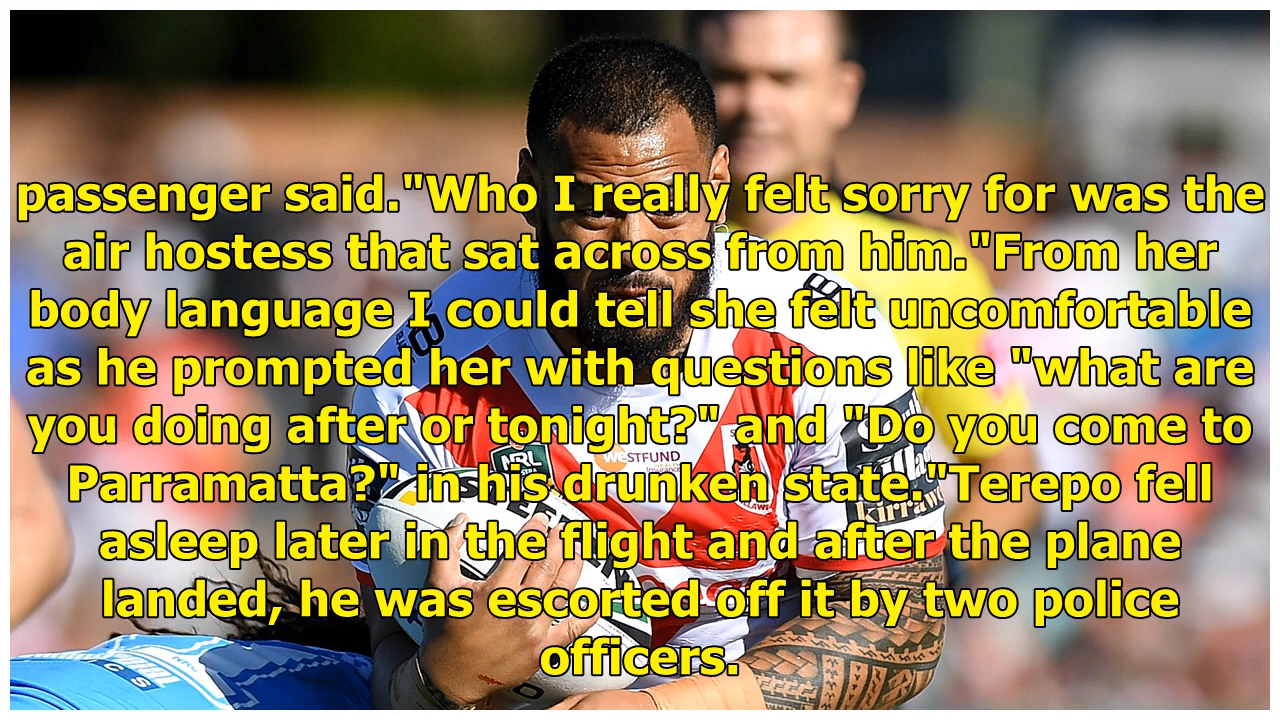 passenger said."Who I really felt sorry for was the
air hostess that sat across from him."From her
body language I could tell she felt uncomfortable
as he prompted her with questions like "what are
you doing after or tonight?" and "Do you come to
Parramatta?" in his drunken state."Terepo fell
asleep later in the flight and after the plane
landed, he was escorted off it by two police
officers.
NRL
weSTFUND
kirrawe